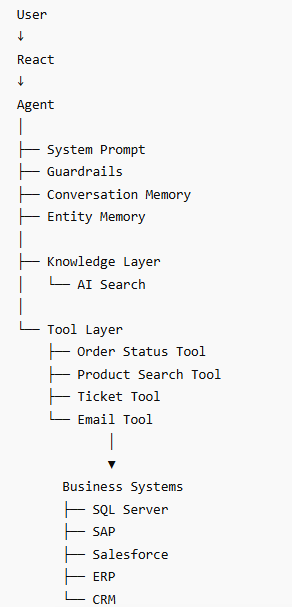 User
↓
React
↓
Agent
│
├── System Prompt
├── Guardrails
├── Conversation Memory
├── Entity Memory
│
├── Knowledge Layer
│   └── AI Search
│
└── Tool Layer
    ├── Order Status Tool
    ├── Product Search Tool
    ├── Ticket Tool
    └── Email Tool
            │
            ▼
      Business Systems
      ├── SQL Server
      ├── SAP
      ├── Salesforce
      ├── ERP
      └── CRM